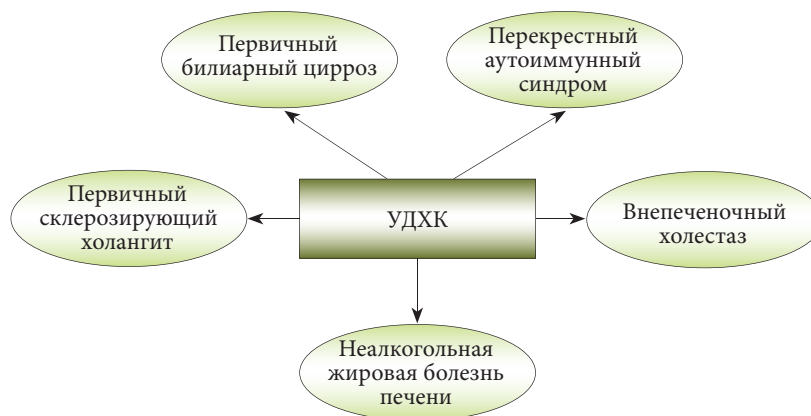 Первичный
билиарный цирроз
Перекрестный
аутоиммунный
синдром
Первичный
склерозирующий
холангит
УДХК
Внепеченочный
холестаз
Неалкогольная
жировая болезнь
печени